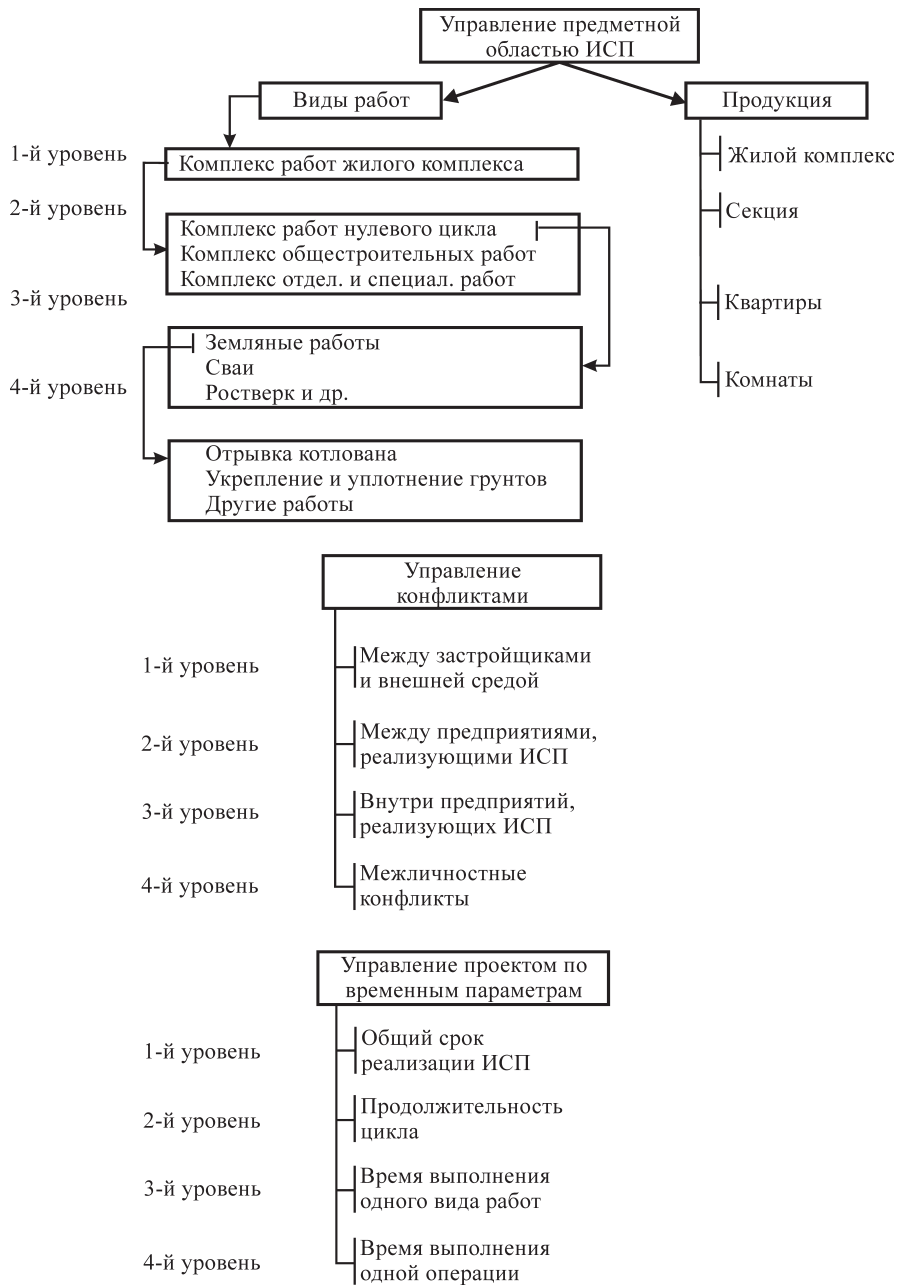 Управление предметной
областью ИСП
Виды работ
Продукция
1-й уровень
Комплекс работ жилого комплекса
Жилой комплекс
2-й уровень
Комплекс работ нулевого цикла
Комплекс общестроительных работ
Комплекс отдел. и специал. работ
Секция
3-й уровень
Земляные работы
Сваи
Ростверк и др.
Квартиры
4-й уровень
Отрывка котлована
Укрепление и уплотнение грунтов
Другие работы
Комнаты
Управление
конфликтами
1-й уровень
Между застройщиками
и внешней средой
2-й уровень
Между предприятиями,
реализующими ИСП
3-й уровень
Внутри предприятий,
реализующих ИСП
4-й уровень
Межличностные
конфликты
Управление проектом по
временным параметрам
1-й уровень
Общий срок
реализации ИСП
2-й уровень
Продолжительность
цикла
3-й уровень
Время выполнения
одного вида работ
4-й уровень
Время выполнения
одной операции